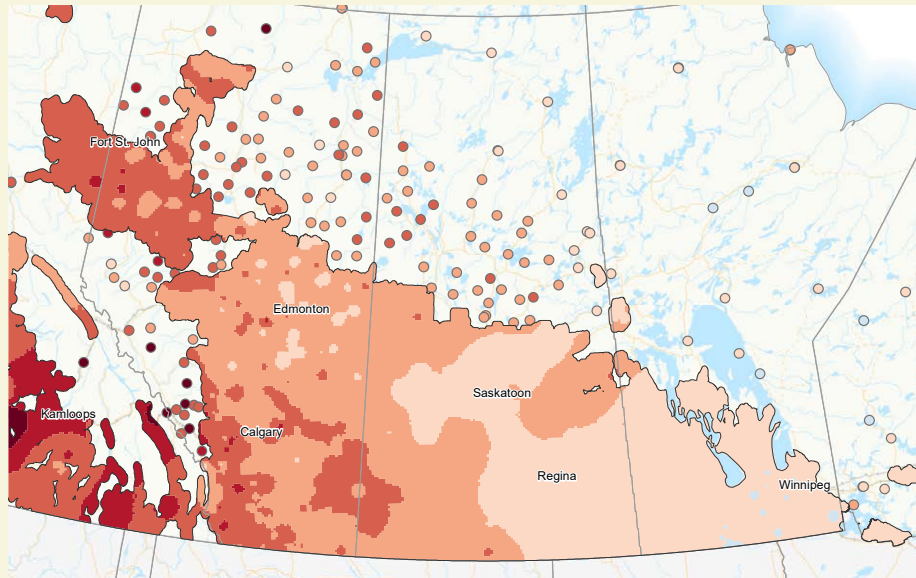 Fort St. John
Edmonton
Saskatoon
Kamloops
Calgary
Regina
Winnipeg